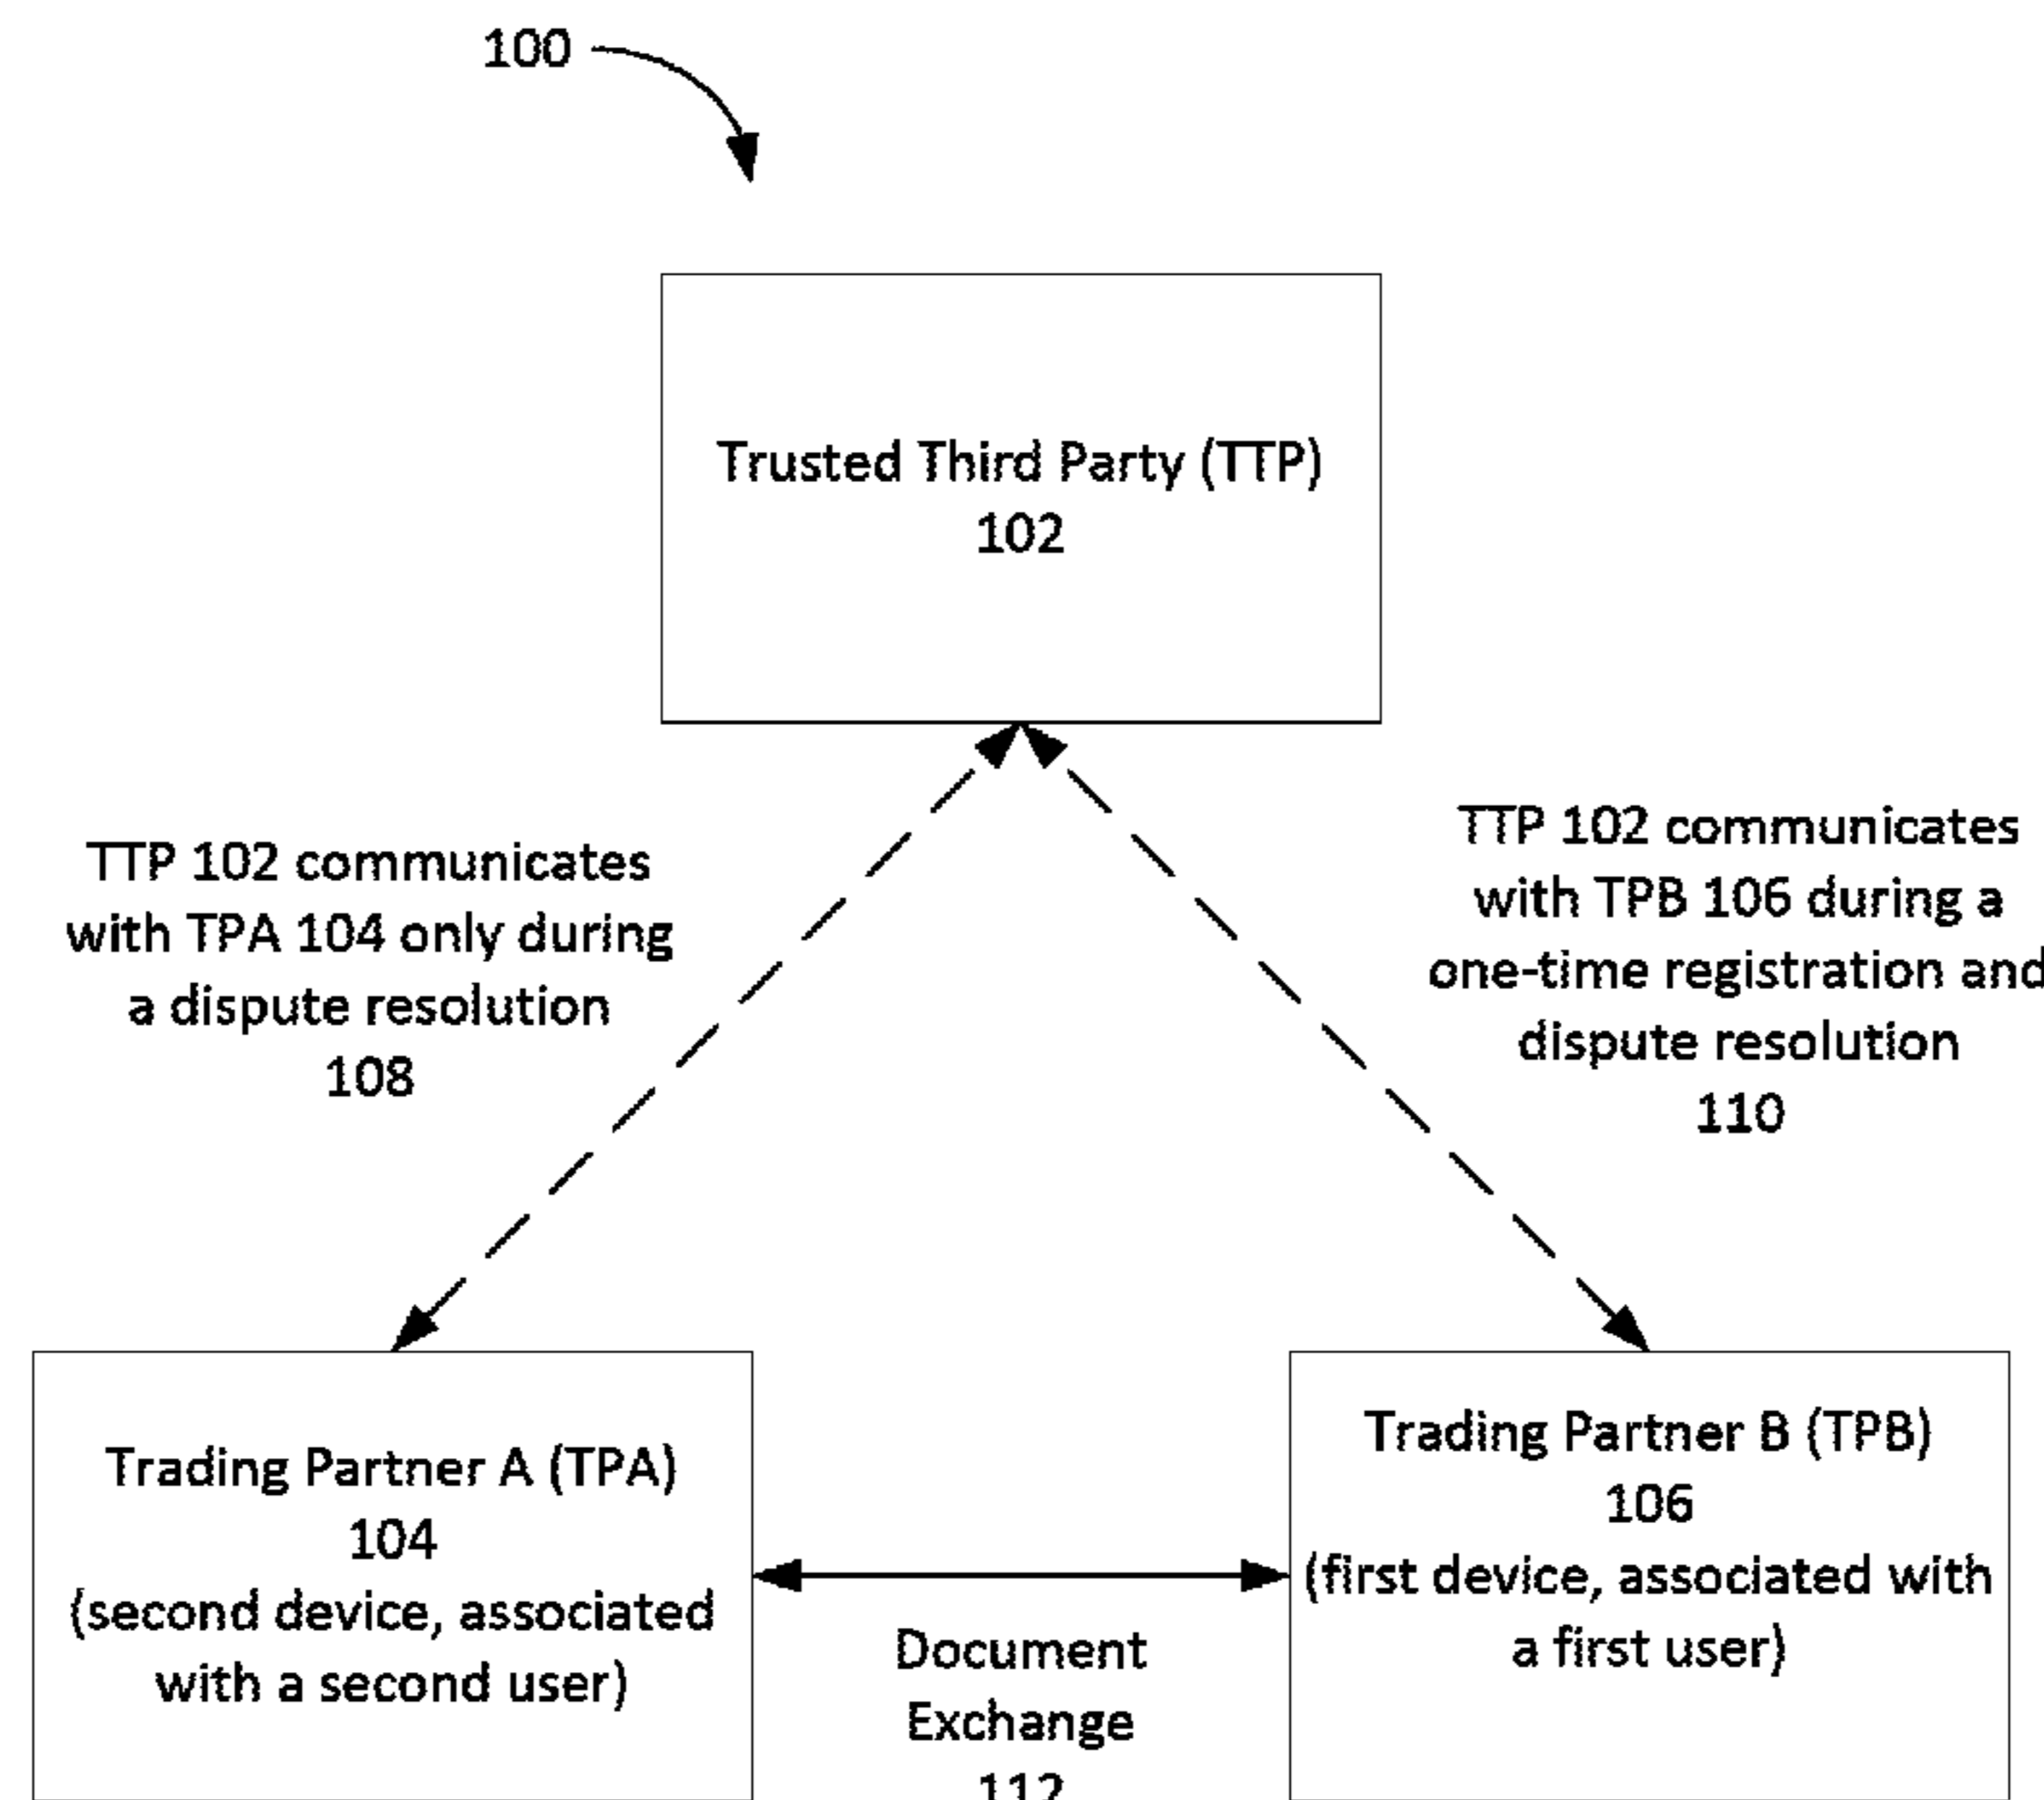 100
Trusted Third Party (TTP)
102
TTP 102 communicates
with TPA 104 only during
a dispute resolution
108
TTP 102 communicates
with TPB 106 during a
one-time registration and
dispute resolution
110
Trading Partner A (TPA)
104
(second device, associated
with a second user)
Document
Exchange
112
Trading Partner B (TPB)
106
(first device, associated with
a first user)